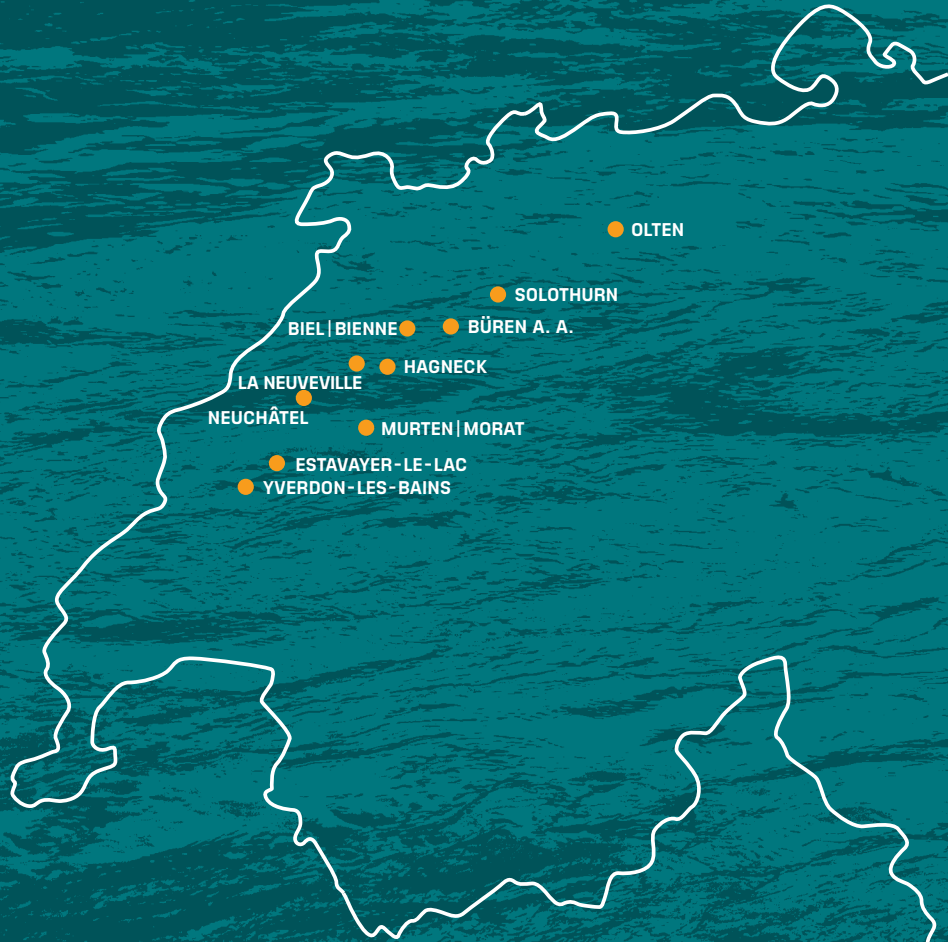 OLTEN
SOLOTHURN
BIEL|BIENNE
BÜREN A. A.
HAGNECK
LA NEUVEVILLE
NEUCHÂTEL
MURTEN|MORAT
ESTAVAYER-LE-LAC
YVERDON-LES-BAINS